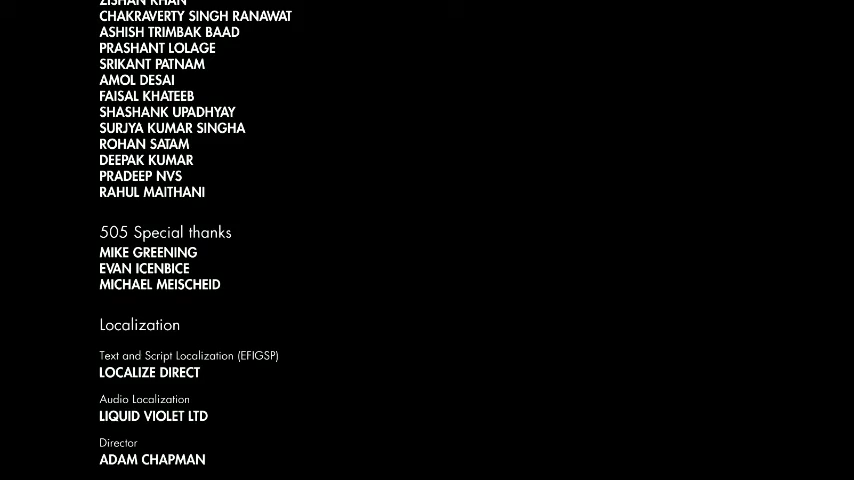 ZISHAN KHAN
CHAKRAVERTY SINGH RANAWAT
ASHISH TRIMBAK BAAD
PRASHANT LOLAGE
SRIKANT PATNAM
AMOL DESAI
FAISAL KHATEEB
SHASHANK UPADHYAY
SURJYA KUMAR SINGHA
ROHAN SATAM
DEEPAK KUMAR
PRADEEP NVS
RAHUL MAITHANI
505 Special thanks
MIKE GREENING
EVAN ICENBICE
MICHAEL MEISCHEID
Localization
Text and Script Localization (EFIGSP)
LOCALIZE DIRECT
Audio Localization
LIQUID VIOLET LTD
Director
ADAM CHAPMAN